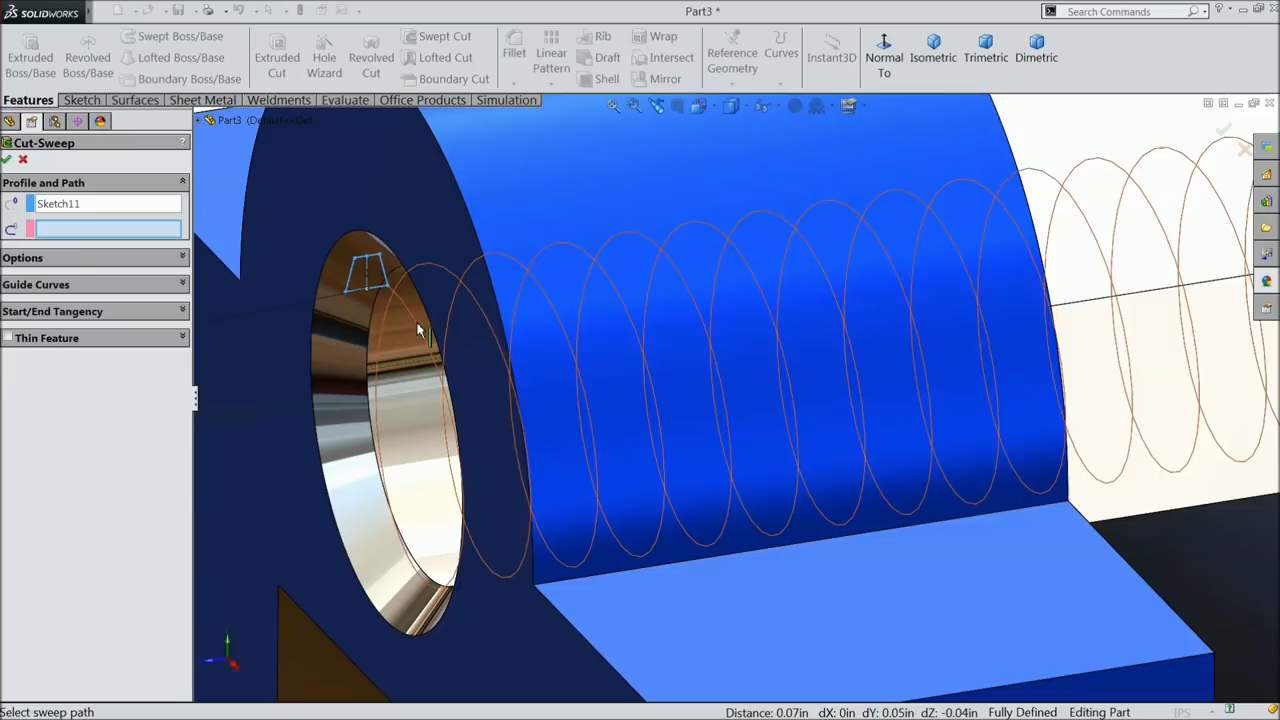 SOLIDWORKS
Part3 *
Search Commands
Extruded Boss/Base
Revolved Boss/Base
Swept Boss/Base
Lofted Boss/Base
Boundary Boss/Base
Extruded Cut
Hole Wizard
Revolved Cut
Swept Cut
Lofted Cut
Boundary Cut
Fillet
Linear Pattern
Rib
Draft
Shell
Wrap
Intersect
Mirror
Reference Geometry
Curves
Instant3D
Normal To
Isometric
Trimetric
Dimetric
Features Sketch Surfaces Sheet Metal Weldments Evaluate Office Products Simulation
Part3
Cut-Sweep ?
Profile and Path
Sketch11
Options
Guide Curves
Start/End Tangency
Thin Feature
Select sweep path Distance: 0.07in dX: 0in dY: 0.05in dZ: -0.04in Fully Defined Editing Part IPS